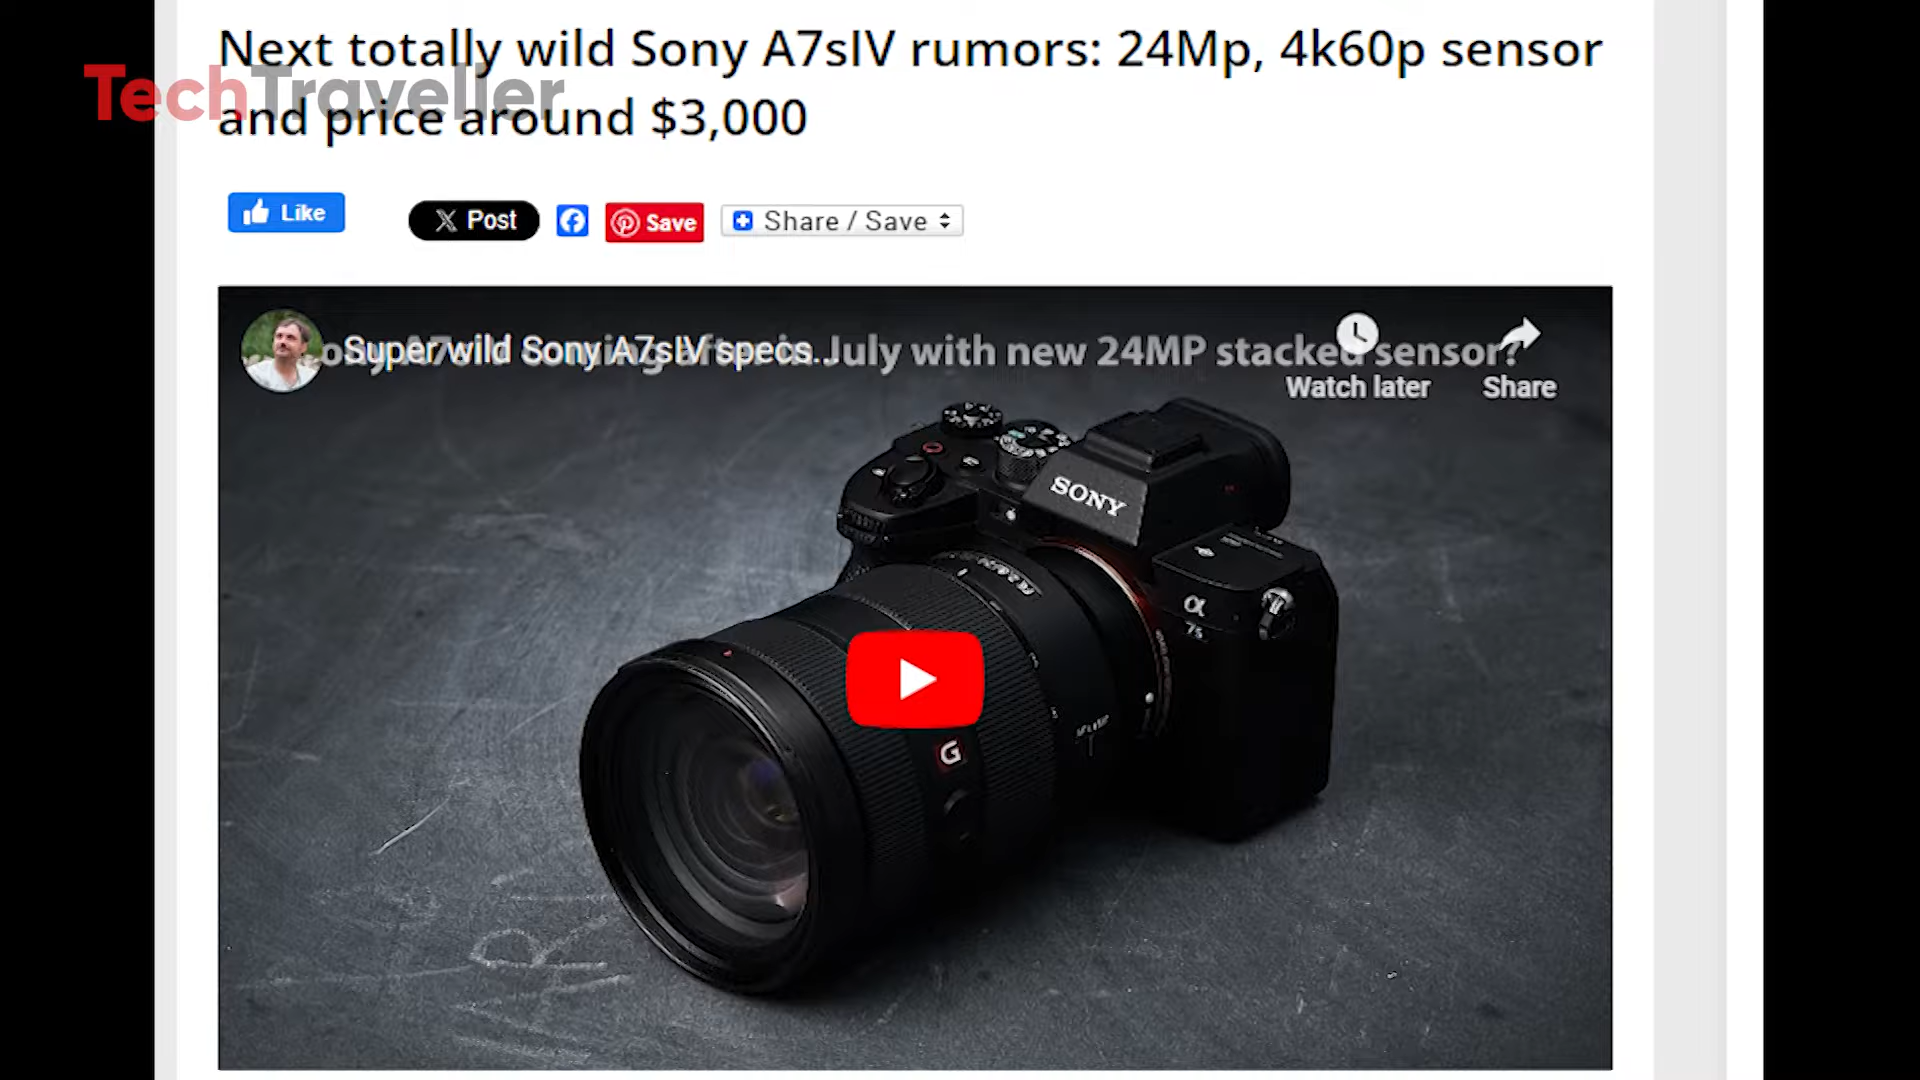 Next totally wild Sony A7sIV rumors: 24Mp, 4k60p sensor
and price around $3,000
TechTraveller
Like
Post
Save
Share / Save
Super wild Sony A7sIV specs...
July with new 24MP stacked sensor?
Watch later
Share
SONY
α
7s
G